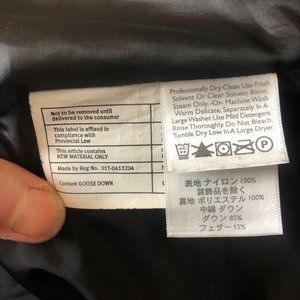 Not to be removed until
delivered to the consumer
This label is affixed in
compliance with
Provincial Law
This article contains
NEW MATERIAL ONLY
Made by Reg No. 01T-0413204
Content GOOSE DOWN
Professionally Dry Clean Use Fresh
Solvent Or Clear Solvent Rinse,
Steam Only. -Or- Machine Wash
Warm Delicate, Separately In A
Large Washer, Use Mild Detergent,
Rinse Thoroughly. Do Not Bleach.
Tumble Dry Low In A Large Dryer.
表地 ナイロン 100%
装飾品を除く
裏地 ポリエステル 100%
中綿 ダウン
ダウン 85%
フェザー 15%